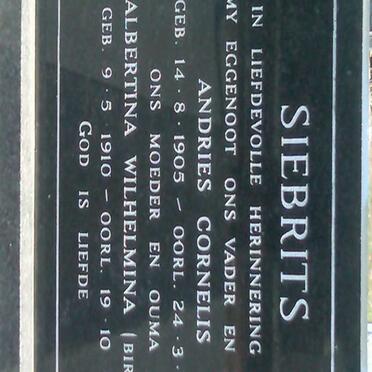 SIEBRITS
IN LIEFDEVOLLE HERINNERING
MY EGGENOOT ONS VADER EN
ANDRIES CORNELIS
GEB. 14·8·1905 — OORL. 24·3·
ONS MOEDER EN OUMA
ALBERTINA WILHELMINA (BIR
GEB. 9·5·1910 — OORL. 19·10
GOD IS LIEFDE